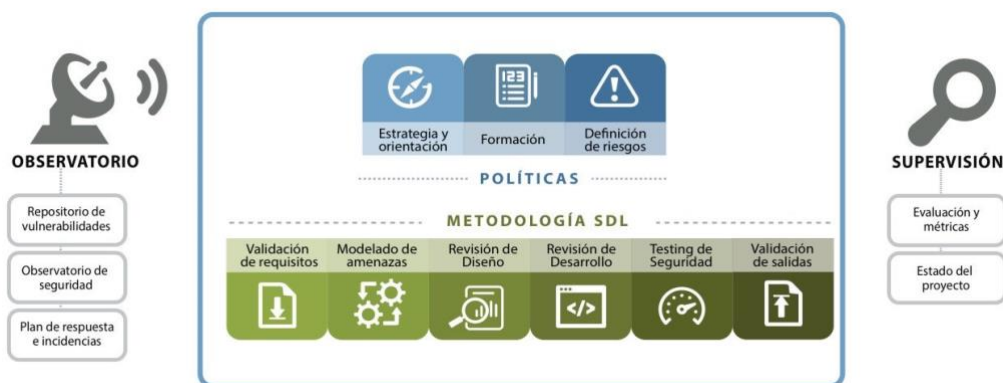 OBSERVATORIO
Repositorio de
vulnerabilidades
Observatorio de
seguridad
Plan de respuesta
e incidencias
123
Estrategia y
orientación
Formación
Definición
de riesgos
POLÍTICAS
METODOLOGÍA SDL
Validación
de requisitos
Modelado de
amenazas
Revisión de
Diseño
Revisión de
Desarrollo
Testing de
Seguridad
Validación
de salidas
</>
SUPERVISIÓN
Evaluación y
métricas
Estado del
proyecto